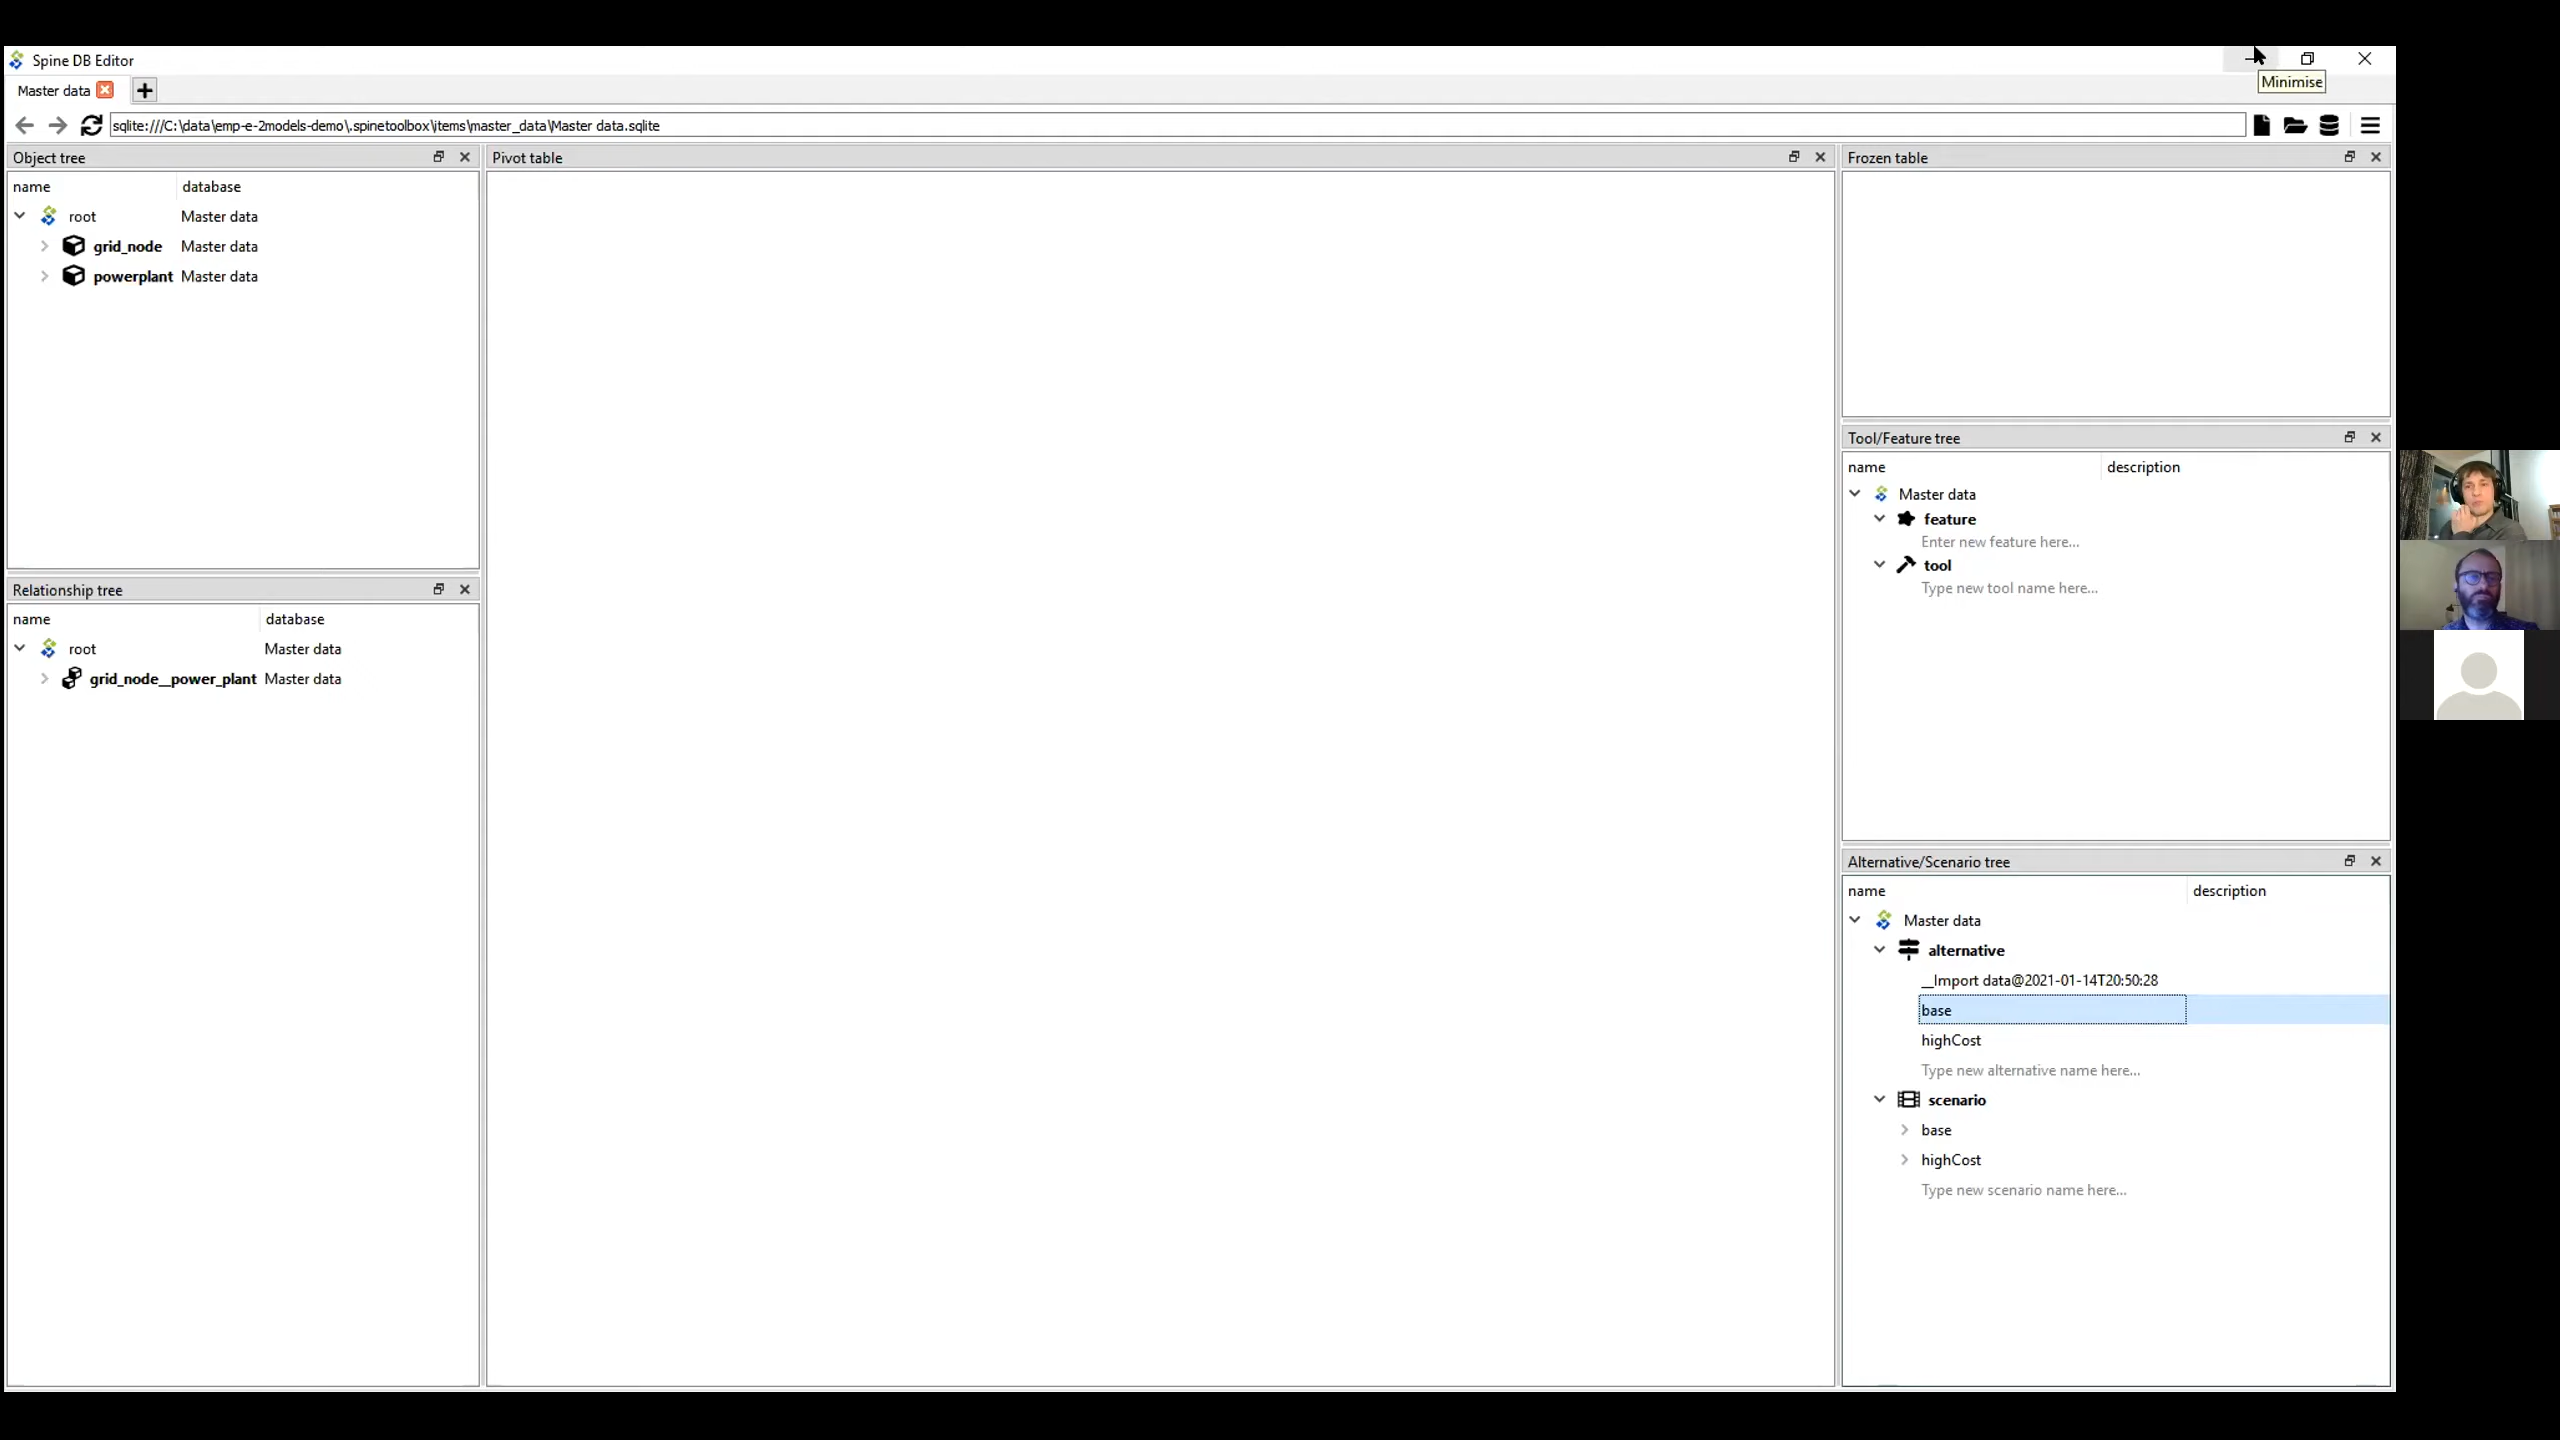 Spine DB Editor
Minimise
Master data
sqlite:///C:\data\emp-e-2models-demo\.spinetoolbox\items\master_data\Master data.sqlite
Object tree
name database
root Master data
grid_node Master data
powerplant Master data
Relationship tree
name database
root Master data
grid_node__power_plant Master data
Pivot table
Frozen table
Tool/Feature tree
name description
Master data
feature
Enter new feature here...
tool
Type new tool name here...
Alternative/Scenario tree
name description
Master data
alternative
__Import data@2021-01-14T20:50:28
base
highCost
Type new alternative name here...
scenario
base
highCost
Type new scenario name here...